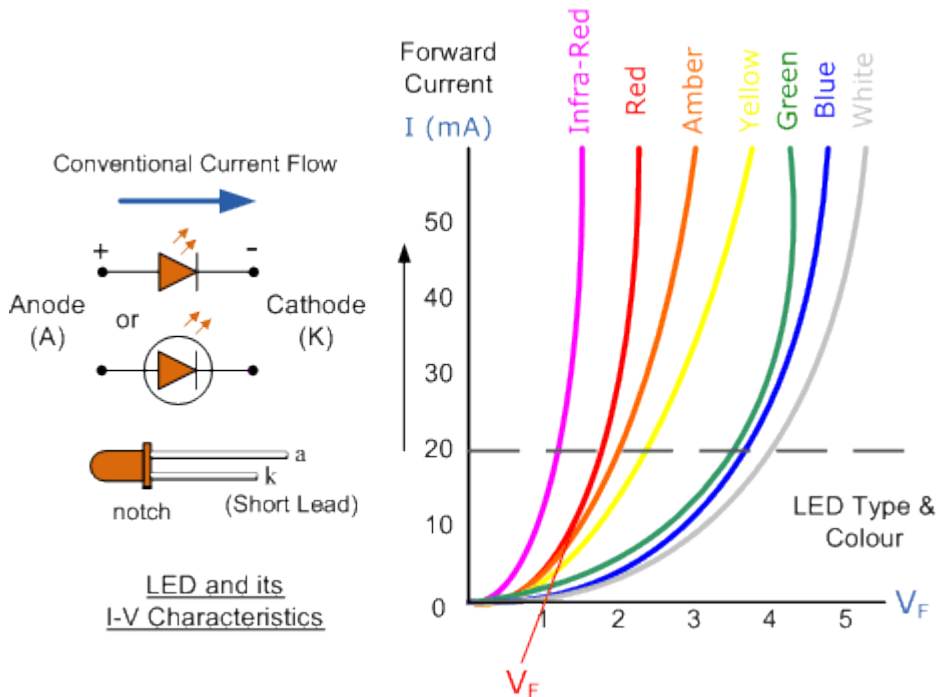 Conventional Current Flow
+
-
Anode
(A)
or
Cathode
(K)
a
k
notch
(Short Lead)
LED and its
I-V Characteristics
Forward
Current
I (mA)
Infra-Red
Red
Amber
Yellow
Green
Blue
White
50
40
30
20
10
0
1
2
3
4
5
V_F
V_F
LED Type &
Colour